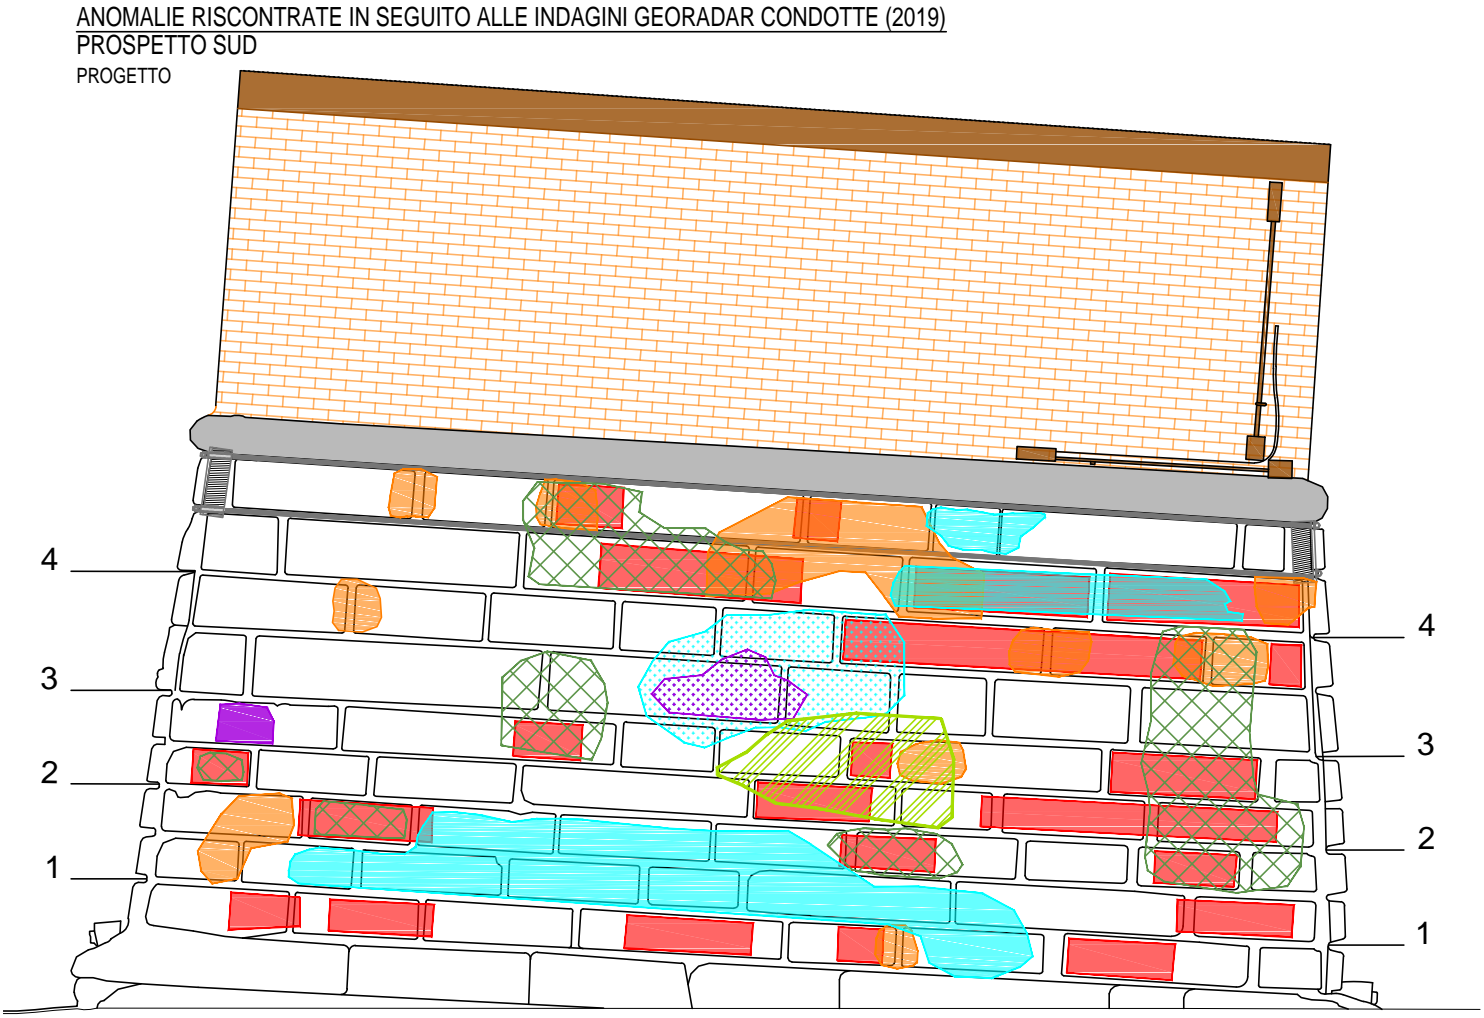 ANOMALIE RISCONTRATE IN SEGUITO ALLE INDAGINI GEORADAR CONDOTTE (2019)
PROSPETTO SUD
PROGETTO
4
4
3
3
2
2
1
1